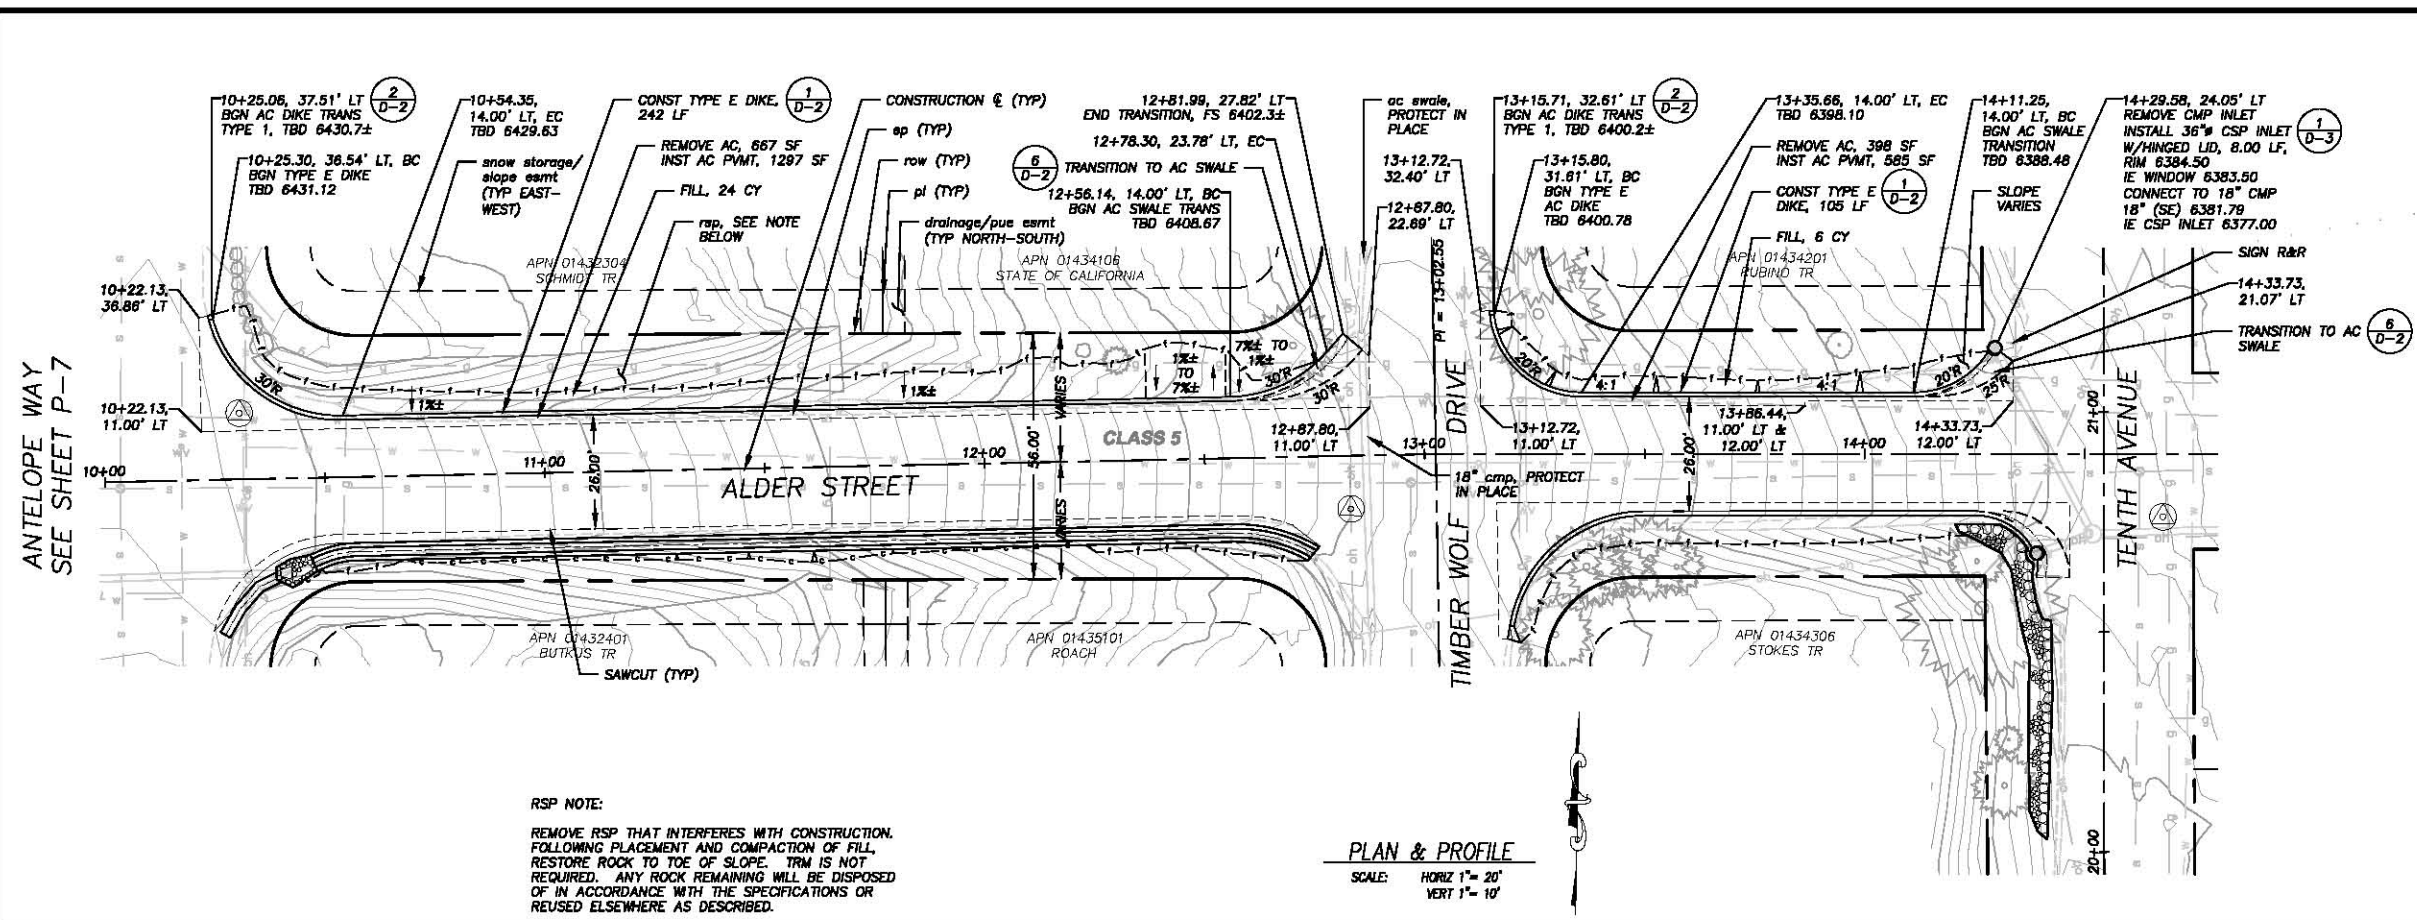 10+25.06, 37.51' LT
BGN AC DIKE TRANS
TYPE 1, TBD 6430.7±
2
D-2
10+25.30, 36.54' LT, BC
BGN TYPE E DIKE
TBD 6431.12
10+54.35,
14.00' LT, EC
TBD 6429.63
snow storage/
slope esmt
(TYP EAST-
WEST)
CONST TYPE E DIKE,
242 LF
1
D-2
REMOVE AC, 667 SF
INST AC PVMT, 1297 SF
FILL, 24 CY
rsp, SEE NOTE
BELOW
CONSTRUCTION ℄ (TYP)
ep (TYP)
row (TYP)
pl (TYP)
drainage/pue esmt
(TYP NORTH-SOUTH)
12+81.99, 27.82' LT
END TRANSITION, FS 6402.3±
12+78.30, 23.78' LT, EC
6
D-2
TRANSITION TO AC SWALE
12+56.14, 14.00' LT, BC
BGN AC SWALE TRANS
TBD 6408.67
ac swale,
PROTECT IN
PLACE
13+12.72,
32.40' LT
12+87.80,
22.69' LT
13+15.71, 32.61' LT
BGN AC DIKE TRANS
TYPE 1, TBD 6400.2±
2
D-2
13+15.80,
31.61' LT, BC
BGN TYPE E
AC DIKE
TBD 6400.78
13+35.66, 14.00' LT, EC
TBD 6398.10
REMOVE AC, 398 SF
INST AC PVMT, 585 SF
CONST TYPE E
DIKE, 105 LF
1
D-2
FILL, 6 CY
14+11.25,
14.00' LT, BC
BGN AC SWALE
TRANSITION
TBD 6388.48
SLOPE
VARIES
14+29.58, 24.05' LT
REMOVE CMP INLET
INSTALL 36"ø CSP INLET
W/HINGED LID, 8.00 LF,
RIM 6384.50
IE WINDOW 6383.50
CONNECT TO 18" CMP
18" (SE) 6381.79
IE CSP INLET 6377.00
1
D-3
SIGN R&R
14+33.73,
21.07' LT
TRANSITION TO AC
SWALE
6
D-2
APN 01432304
SCHMIDT TR
APN 01434106
STATE OF CALIFORNIA
APN 01434201
RUBINO TR
PI = 13+02.55
10+22.13,
36.86' LT
10+22.13,
11.00' LT
30'R
1%±
1%±
1%±
TO
7%±
7%± TO
1%±
30'R
30'R
20'R
4:1
4:1
20'R
25'R
ANTELOPE WAY
SEE SHEET P-7
10+00
11+00
12+00
13+00
14+00
26.00'
56.00'
VARIES
VARIES
26.00'
CLASS 5
ALDER STREET
12+87.80,
11.00' LT
13+12.72,
11.00' LT
13+86.44,
11.00' LT &
12.00' LT
14+33.73,
12.00' LT
18" cmp, PROTECT
IN PLACE
TIMBER WOLF DRIVE
TENTH AVENUE
21+00
20+00
APN 01432401
BUTKUS TR
APN 01435101
ROACH
APN 01434306
STOKES TR
SAWCUT (TYP)
RSP NOTE:
REMOVE RSP THAT INTERFERES WITH CONSTRUCTION.
FOLLOWING PLACEMENT AND COMPACTION OF FILL,
RESTORE ROCK TO TOE OF SLOPE. TRM IS NOT
REQUIRED. ANY ROCK REMAINING WILL BE DISPOSED
OF IN ACCORDANCE WITH THE SPECIFICATIONS OR
REUSED ELSEWHERE AS DESCRIBED.
PLAN & PROFILE
SCALE: HORIZ 1"= 20'
VERT 1"= 10'